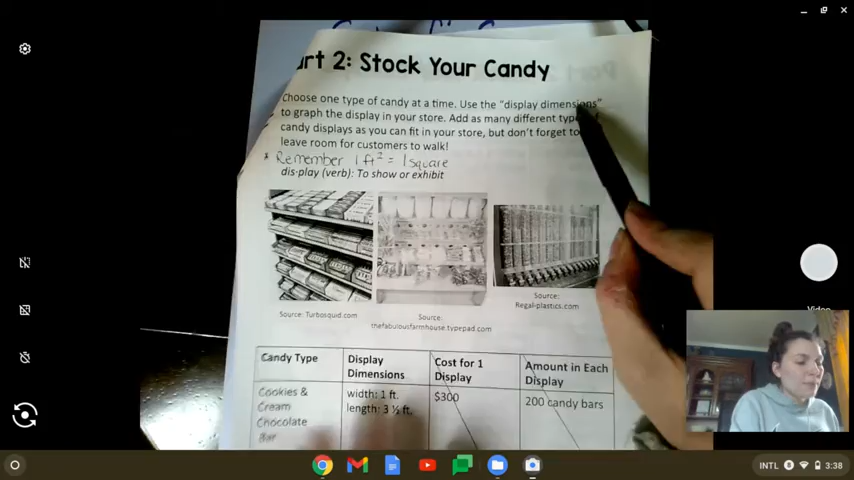 Part 2: Stock Your Candy
Choose one type of candy at a time. Use the "display dimensions"
to graph the display in your store. Add as many different
candy displays as you can fit in your store, but don't forget to
leave room for customers to walk!
* Remember 1 ft² = 1 square
dis·play (verb): To show or exhibit
Source: Turbosquid.com
Source:
thefabulousfarmhouse.typepad.com
Source:
Regal-plastics.com
Candy Type
Display
Dimensions
Cost for 1
Display
Amount in Each
Display
Cookies &
Cream
Chocolate
Bar
width: 1 ft.
length: 3 ½ ft.
$300
200 candy bars
Video
INTL
3:38